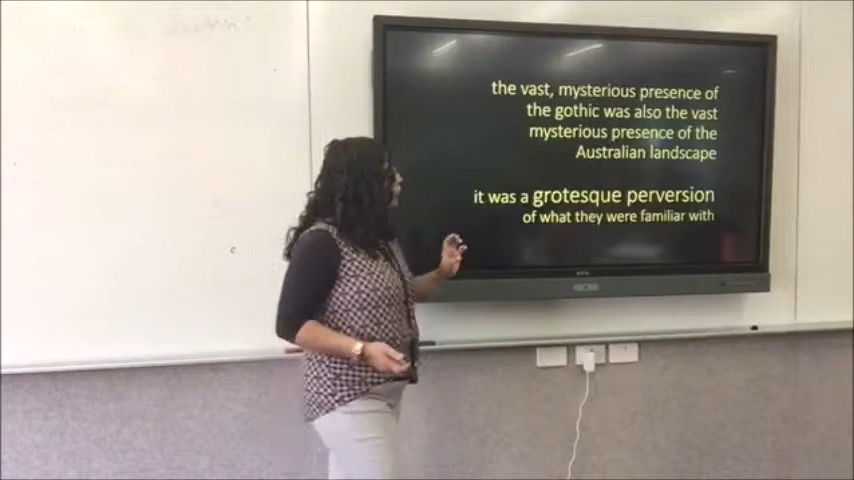 the vast, mysterious presence of
the gothic was also the vast
mysterious presence of the
Australian landscape
it was a grotesque perversion
of what they were familiar with